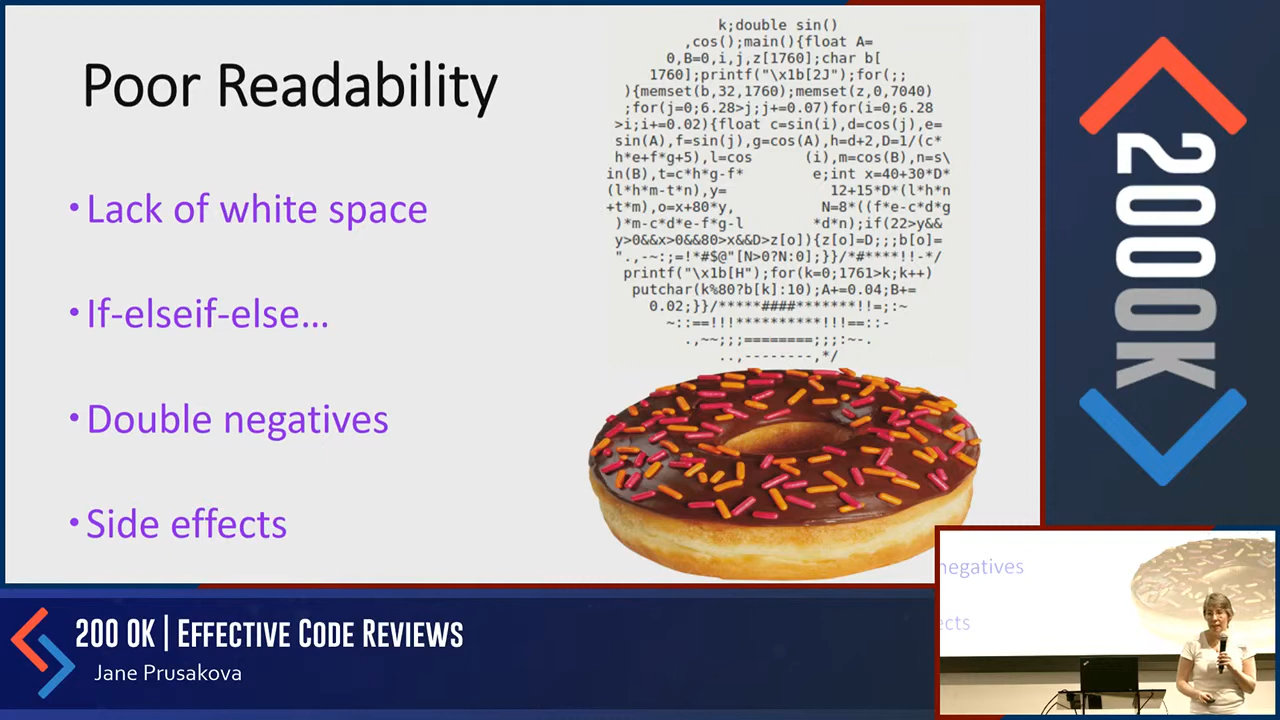 Poor Readability
• Lack of white space
• If-elseif-else...
• Double negatives
• Side effects
k;double sin()
,cos();main(){float A=
0,B=0,i,j,z[1760];char b[
1760];printf("\x1b[2J");for(;;
){memset(b,32,1760);memset(z,0,7040)
;for(j=0;6.28>j;j+=0.07)for(i=0;6.28
>i;i+=0.02){float c=sin(i),d=cos(j),e=
sin(A),f=sin(j),g=cos(A),h=d+2,D=1/(c*
h*e+f*g+5),l=cos (i),m=cos(B),n=s\
in(B),t=c*h*g-f* e;int x=40+30*D*
(l*h*m-t*n),y= 12+15*D*(l*h*n
+t*m),o=x+80*y, N=8*((f*e-c*d*g
)*m-c*d*e-f*g-l *d*n);if(22>y&&
y>0&&x>0&&80>x&&D>z[o]){z[o]=D;;;b[o]=
".,-~:;=!*#$@"[N>0?N:0];}}/*#****!!-*/
printf("\x1b[H");for(k=0;1761>k;k++)
putchar(k%80?b[k]:10);A+=0.04;B+=
0.02;}}/*****####*******!!=;:~
~::==!!!**********!!!==::-
.,~~;;;========;;;:~-.
..,--------,*/
200OK
negatives
ects
200 OK | Effective Code Reviews
Jane Prusakova